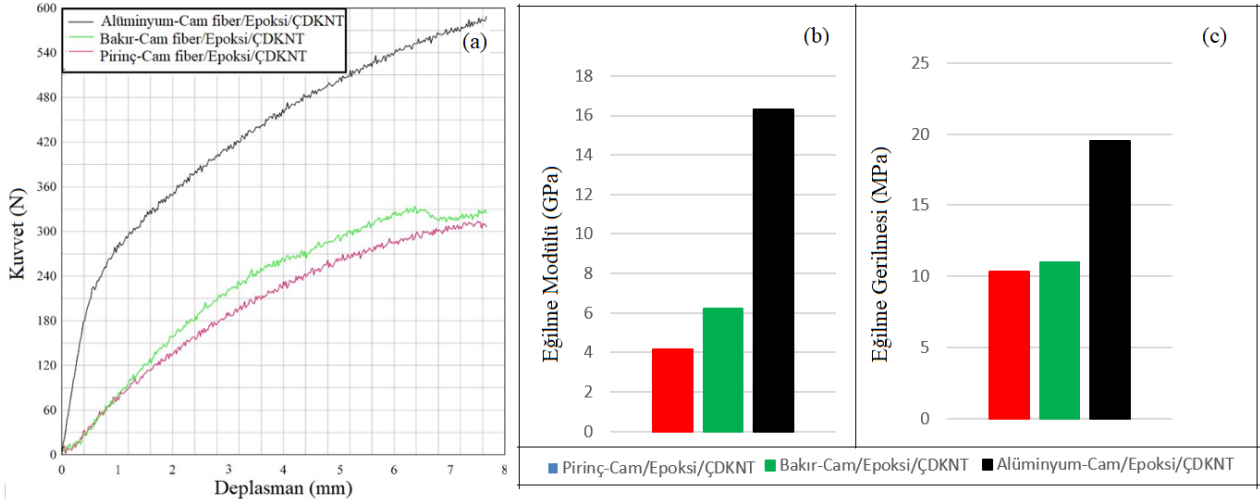 Alüminyum-Cam fiber/Epoksi/ÇDKNT
Bakır-Cam fiber/Epoksi/ÇDKNT
Pirinç-Cam fiber/Epoksi/ÇDKNT
(a)
600
540
480
420
360
300
240
180
120
60
0
Kuvvet (N)
0 1 2 3 4 5 6 7 8
Deplasman (mm)
(b)
18
16
14
12
10
8
6
4
2
0
Eğilme Modülü (GPa)
(c)
25
20
15
10
5
0
Eğilme Gerilmesi (MPa)
Pirinç-Cam/Epoksi/ÇDKNT Bakır-Cam/Epoksi/ÇDKNT Alüminyum-Cam/Epoksi/ÇDKNT